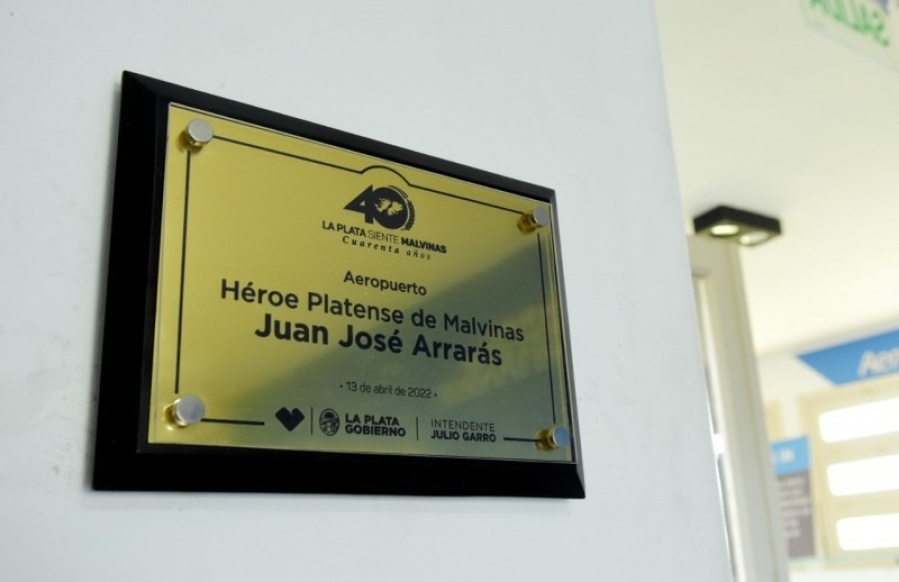 40
LA PLATA SIENTE MALVINAS
Cuarenta años
Aeropuerto
Héroe Platense de Malvinas
Juan José Arrarás
• 13 de abril de 2022 •
LA PLATA
GOBIERNO
INTENDENTE
JULIO GARRO
SALIDA